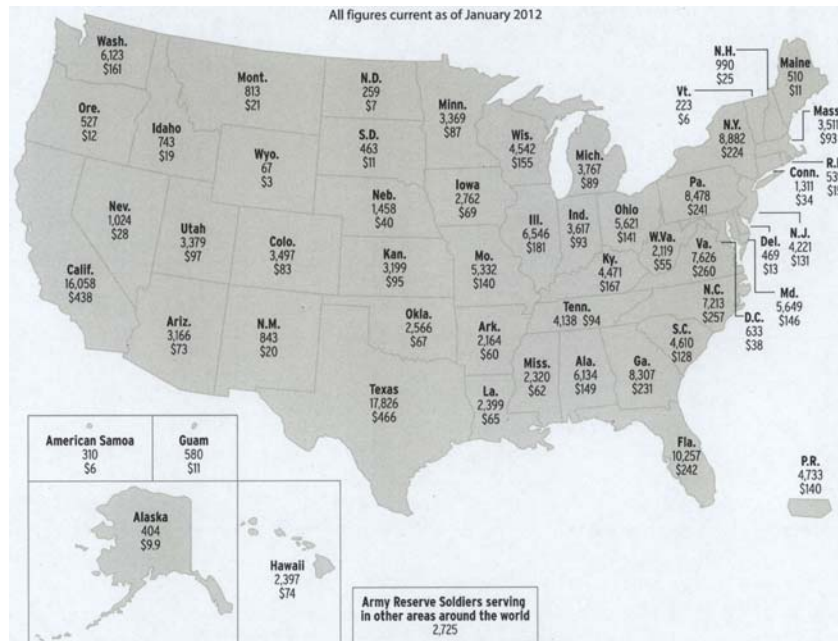 All figures current as of January 2012
Wash.
6,123
$161
Ore.
527
$12
Idaho
743
$19
Mont.
813
$21
Wyo.
67
$3
N.D.
259
$7
S.D.
463
$11
Neb.
1,458
$40
Kan.
3,199
$95
Nev.
1,024
$28
Utah
3,379
$97
Colo.
3,497
$83
Calif.
16,058
$438
Ariz.
3,166
$73
N.M.
843
$20
Okla.
2,566
$67
Texas
17,826
$466
Minn.
3,369
$87
Iowa
2,762
$69
Mo.
5,332
$140
Ark.
2,164
$60
La.
2,399
$65
Wis.
4,542
$155
Ill.
6,546
$181
Mich.
3,767
$89
Ind.
3,617
$93
Ohio
5,621
$141
Ky.
4,471
$167
Tenn.
4,138 $94
Miss.
2,320
$62
Ala.
6,134
$149
Ga.
8,307
$231
Fla.
10,257
$242
S.C.
4,610
$128
N.C.
7,213
$257
Va.
7,626
$260
W.Va.
2,119
$55
Pa.
8,478
$241
N.Y.
8,882
$224
Vt.
223
$6
N.H.
990
$25
Maine
510
$11
Mass
3,511
$93
R.I
Conn.
1,311
$34
N.J.
4,221
$131
Del.
469
$13
Md.
5,649
$146
D.C.
633
$38
P.R.
4,733
$140
American Samoa
310
$6
Guam
580
$11
Alaska
404
$9.9
Hawaii
2,397
$74
Army Reserve Soldiers serving
in other areas around the world
2,725